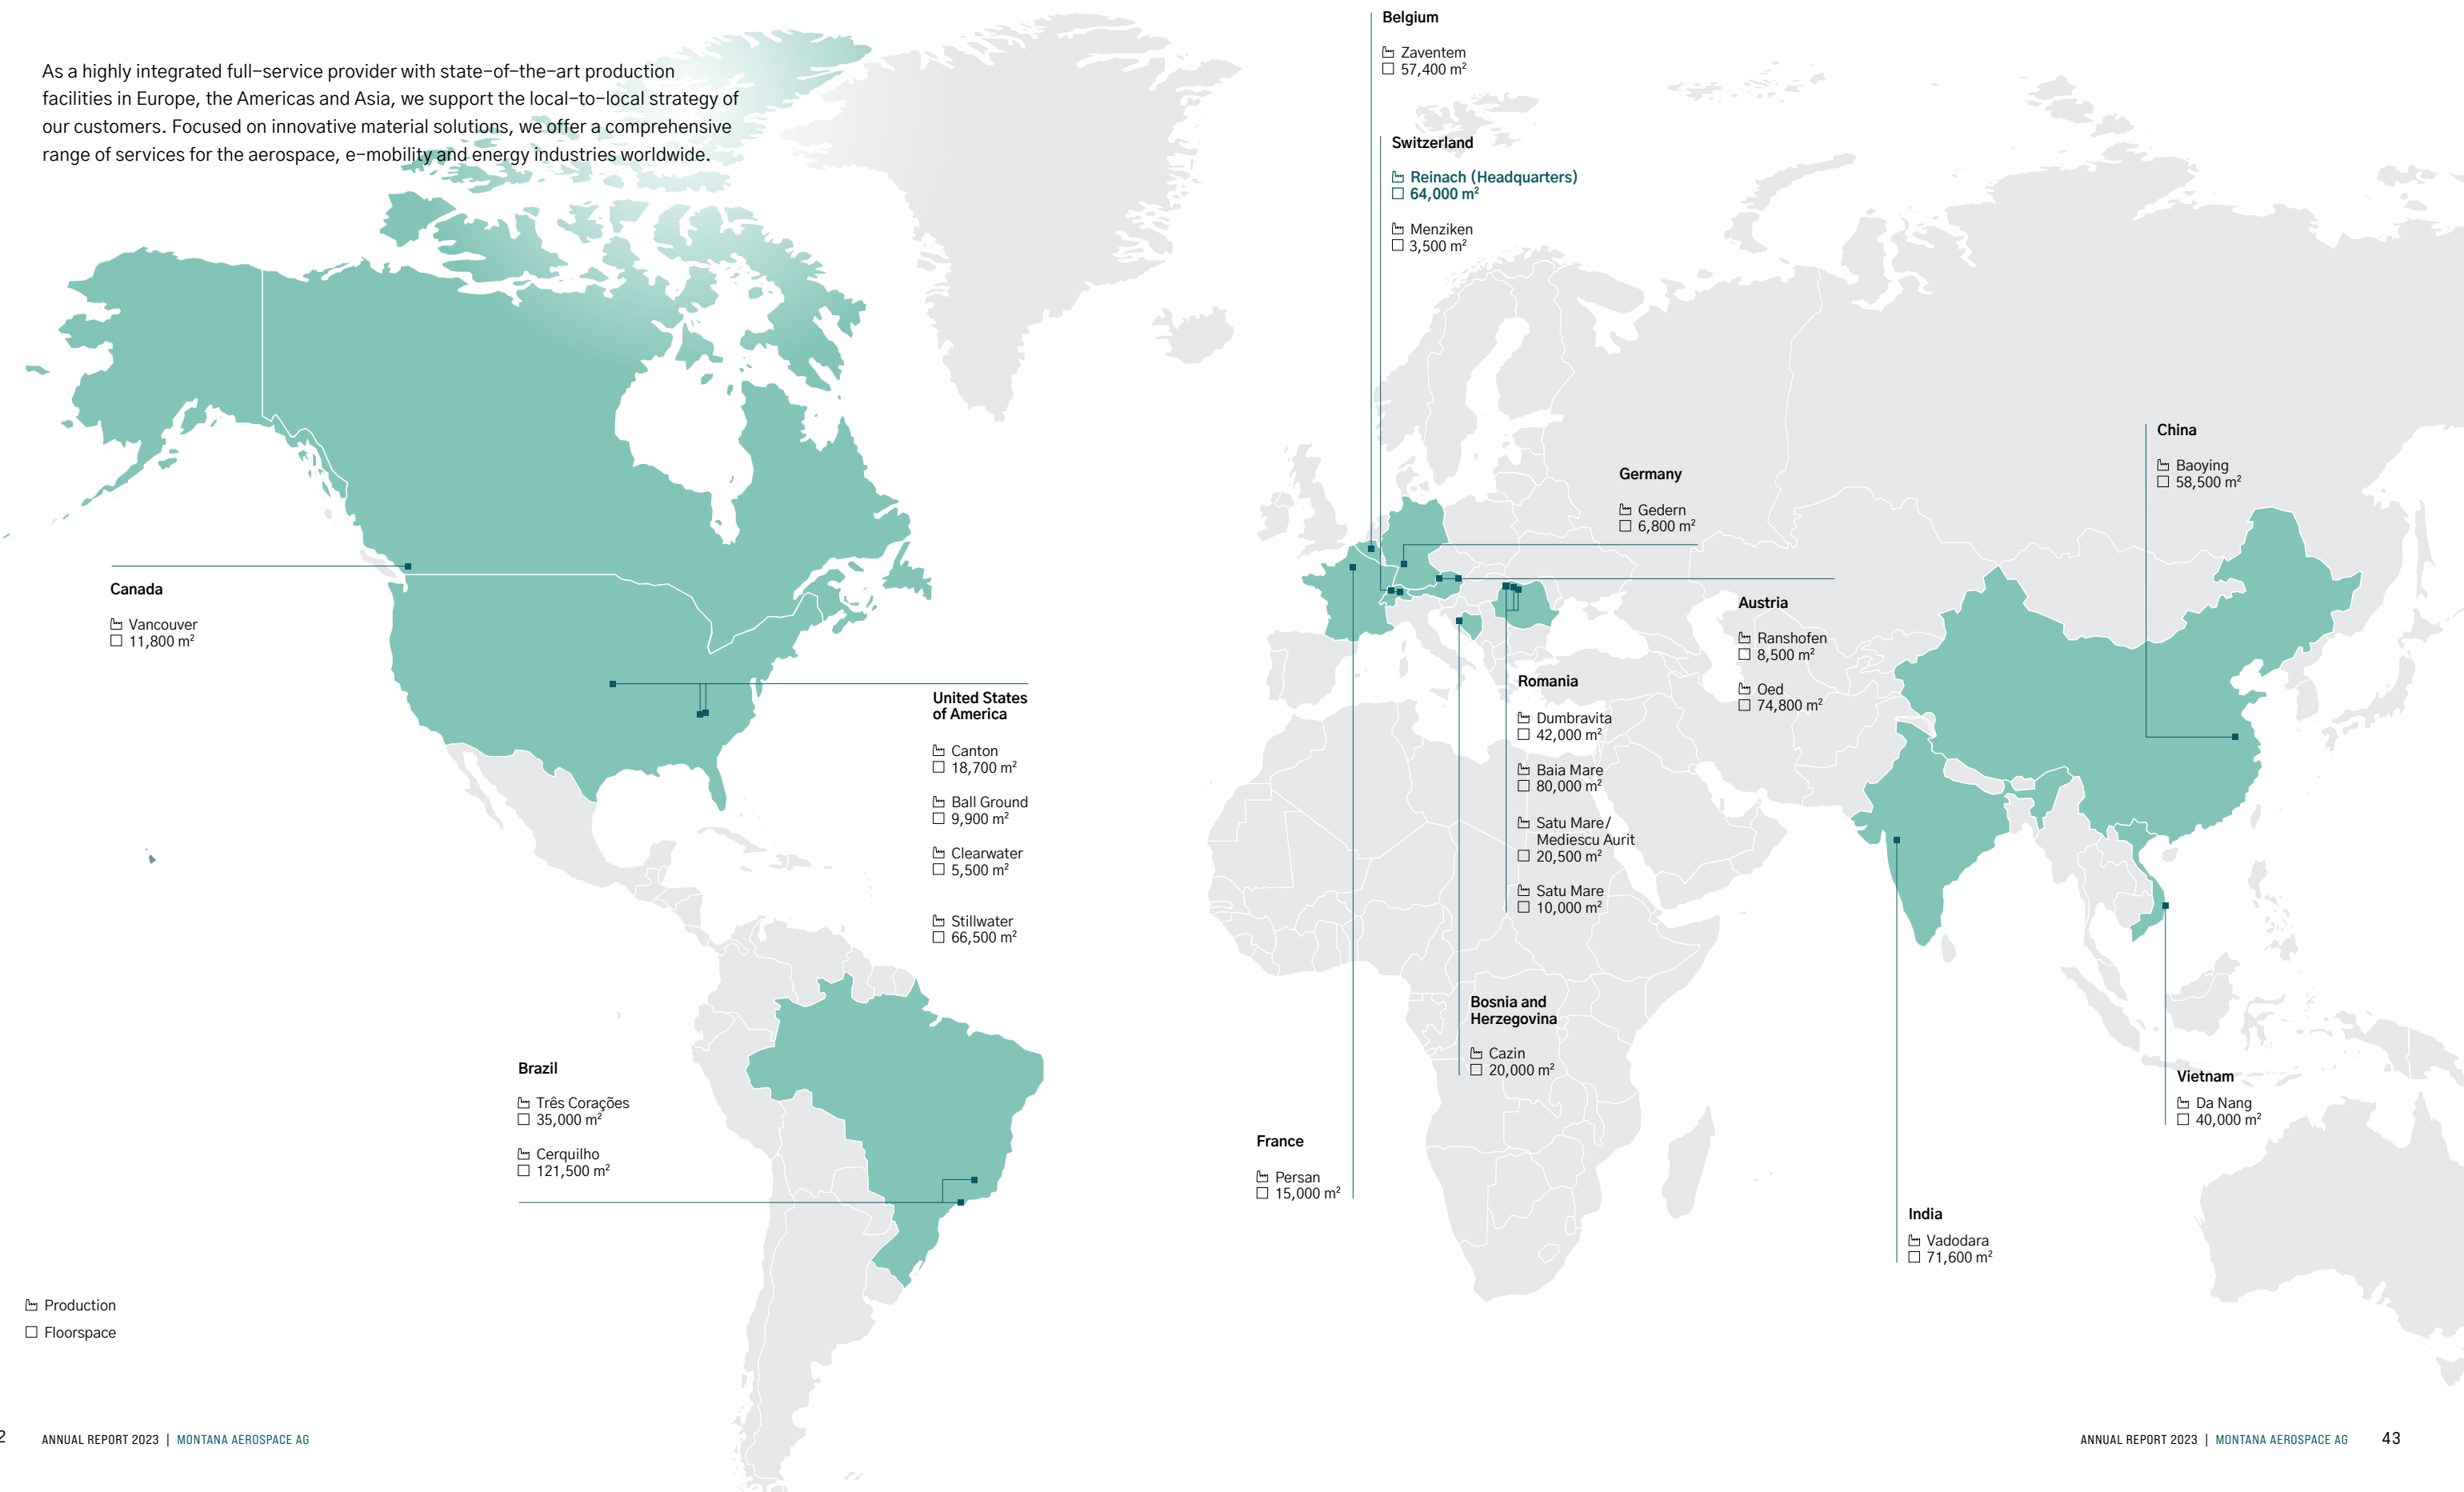 As a highly integrated full-service provider with state-of-the-art production
facilities in Europe, the Americas and Asia, we support the local-to-local strategy of
our customers. Focused on innovative material solutions, we offer a comprehensive
range of services for the aerospace, e-mobility and energy industries worldwide.
Canada
Vancouver
11,800 m²
United States
of America
Canton
18,700 m²
Ball Ground
9,900 m²
Clearwater
5,500 m²
Stillwater
66,500 m²
Brazil
Três Corações
35,000 m²
Cerquilho
121,500 m²
Production
Floorspace
2 ANNUAL REPORT 2023 | MONTANA AEROSPACE AG
Belgium
Zaventem
57,400 m²
Switzerland
Reinach (Headquarters)
64,000 m²
Menziken
3,500 m²
Germany
Gedern
6,800 m²
Austria
Ranshofen
8,500 m²
Oed
74,800 m²
Romania
Dumbravita
42,000 m²
Baia Mare
80,000 m²
Satu Mare/
Mediescu Aurit
20,500 m²
Satu Mare
10,000 m²
Bosnia and
Herzegovina
Cazin
20,000 m²
France
Persan
15,000 m²
China
Baoying
58,500 m²
Vietnam
Da Nang
40,000 m²
India
Vadodara
71,600 m²
ANNUAL REPORT 2023 | MONTANA AEROSPACE AG 43